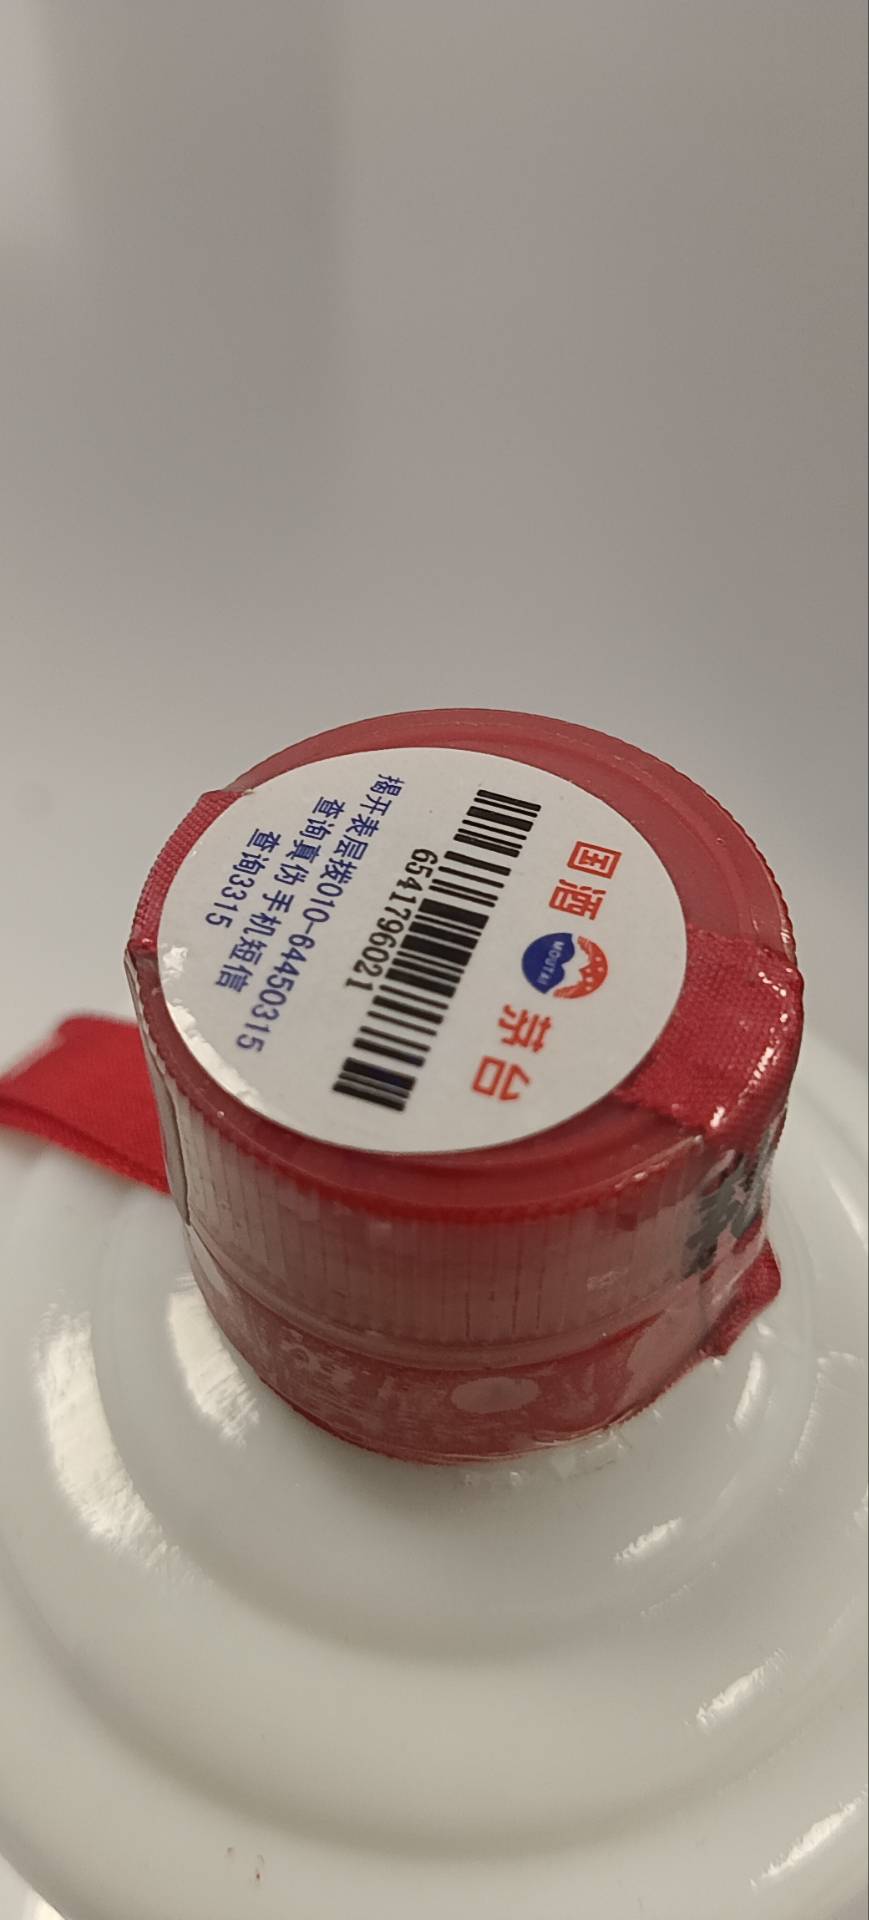 国酒 MOUTAI 茅台
6541796021
揭开表层拨010-64450315
查询真伪 手机短信
查询3315